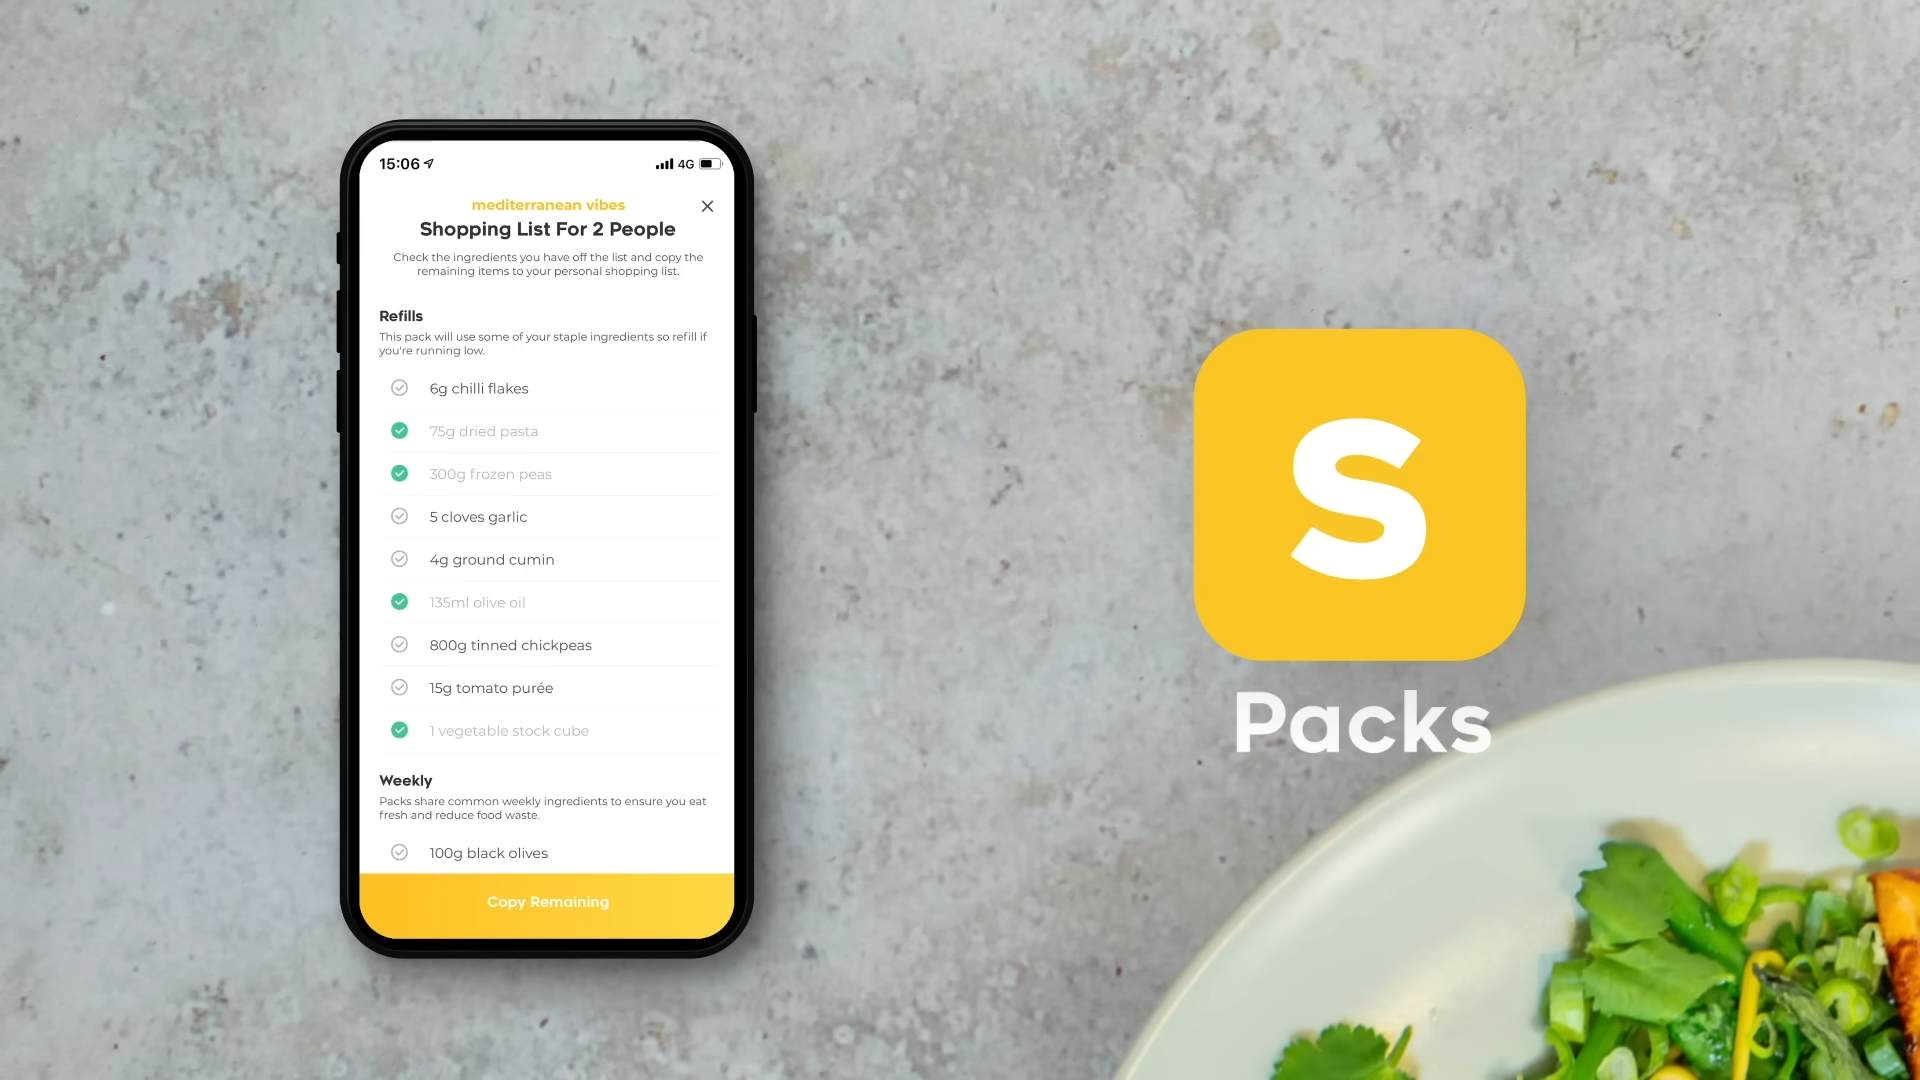 15:06
4G
mediterranean vibes
Shopping List For 2 People
Check the ingredients you have off the list and copy the
remaining items to your personal shopping list.
Refills
This pack will use some of your staple ingredients so refill if
you're running low.
6g chilli flakes
75g dried pasta
300g frozen peas
5 cloves garlic
4g ground cumin
135ml olive oil
800g tinned chickpeas
15g tomato purée
1 vegetable stock cube
Weekly
Packs share common weekly ingredients to ensure you eat
fresh and reduce food waste.
100g black olives
Copy Remaining
S
Packs